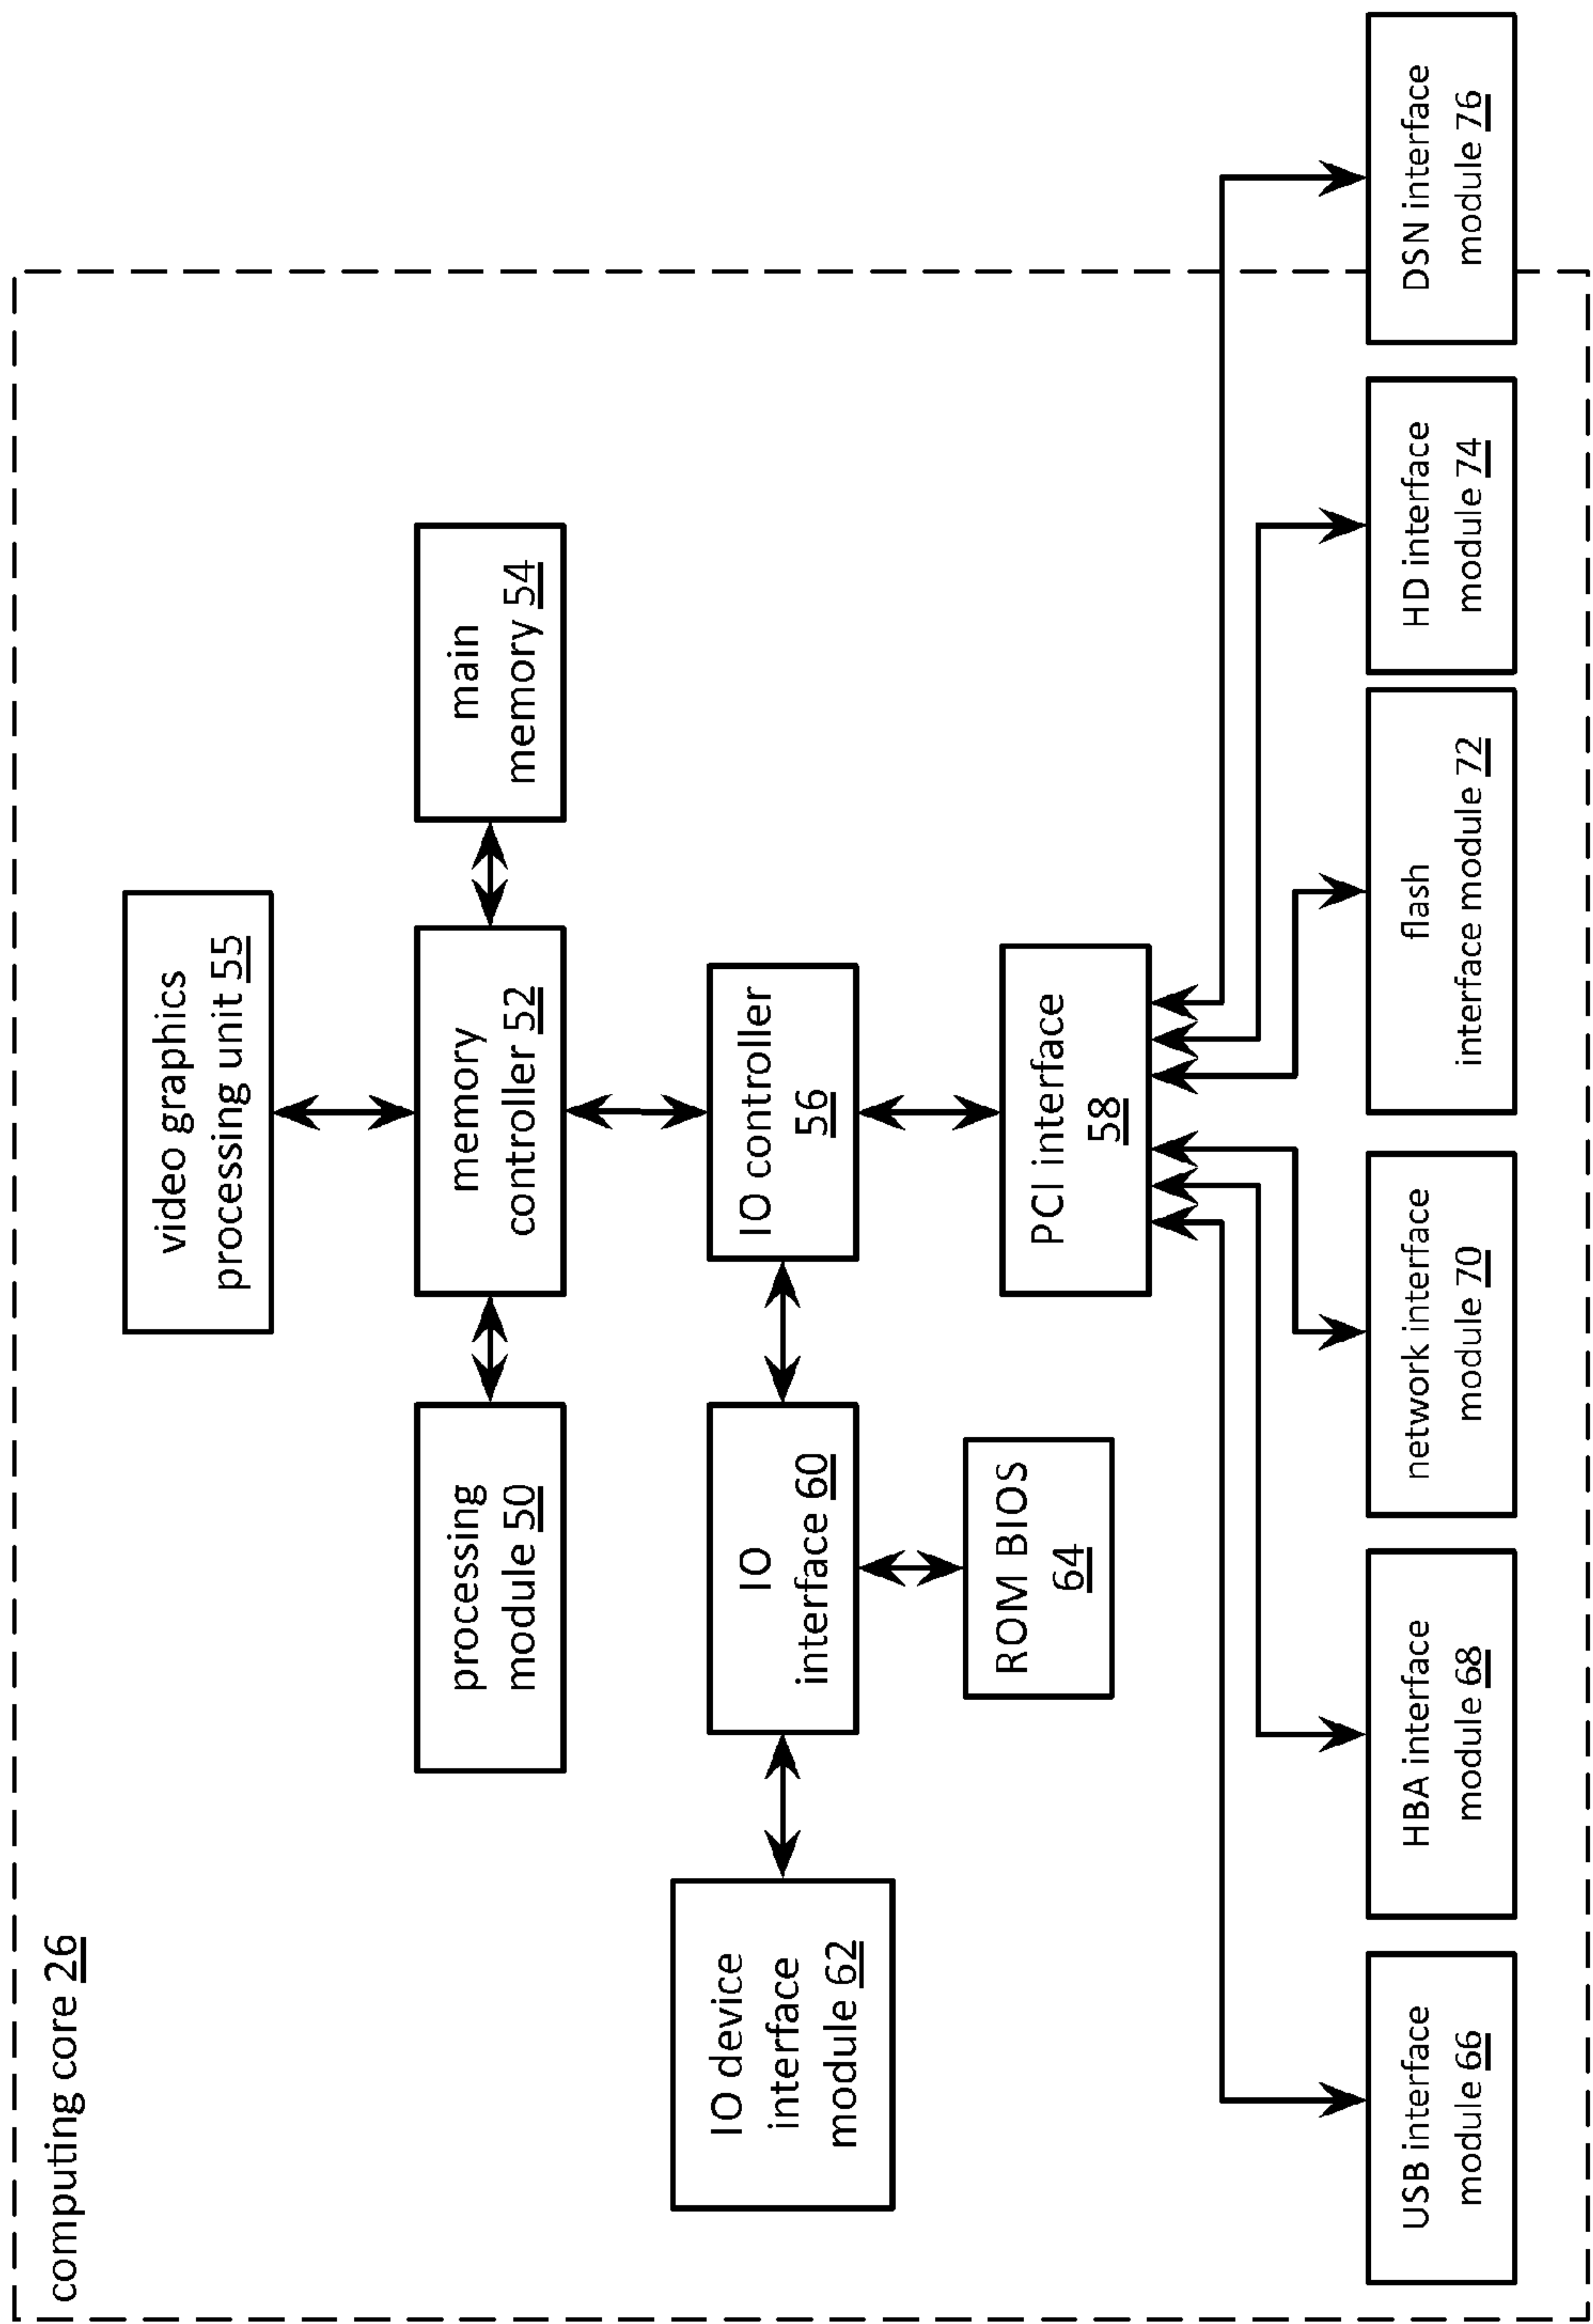 computing core 26
video graphics
processing unit 55
processing
module 50
memory
controller 52
main
memory 54
IO device
interface
module 62
IO
interface 60
IO controller
56
ROM BIOS
64
PCI interface
58
USB interface
module 66
HBA interface
module 68
network interface
module 70
flash
interface module 72
HD interface
module 74
DSN interface
module 76